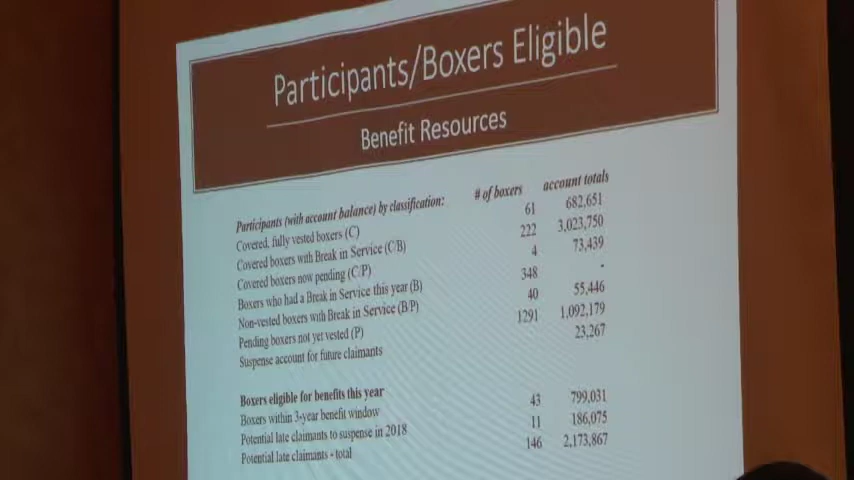 Participants/Boxers Eligible
Benefit Resources
Participants (with account balance) by classification: # of boxers account totals
Covered, fully vested boxers (C) 61 682,651
Covered boxers with Break in Service (C/B) 222 3,023,750
Covered boxers now pending (C/P) 4 73,439
Boxers who had a Break in Service this year (B) 348 -
Non-vested boxers with Break in Service (B/P) 40 55,446
Pending boxers not yet vested (P) 1291 1,092,179
Suspense account for future claimants 23,267
Boxers eligible for benefits this year
Boxers within 3-year benefit window 43 799,031
Potential late claimants to suspense in 2018 11 186,075
Potential late claimants - total 146 2,173,867